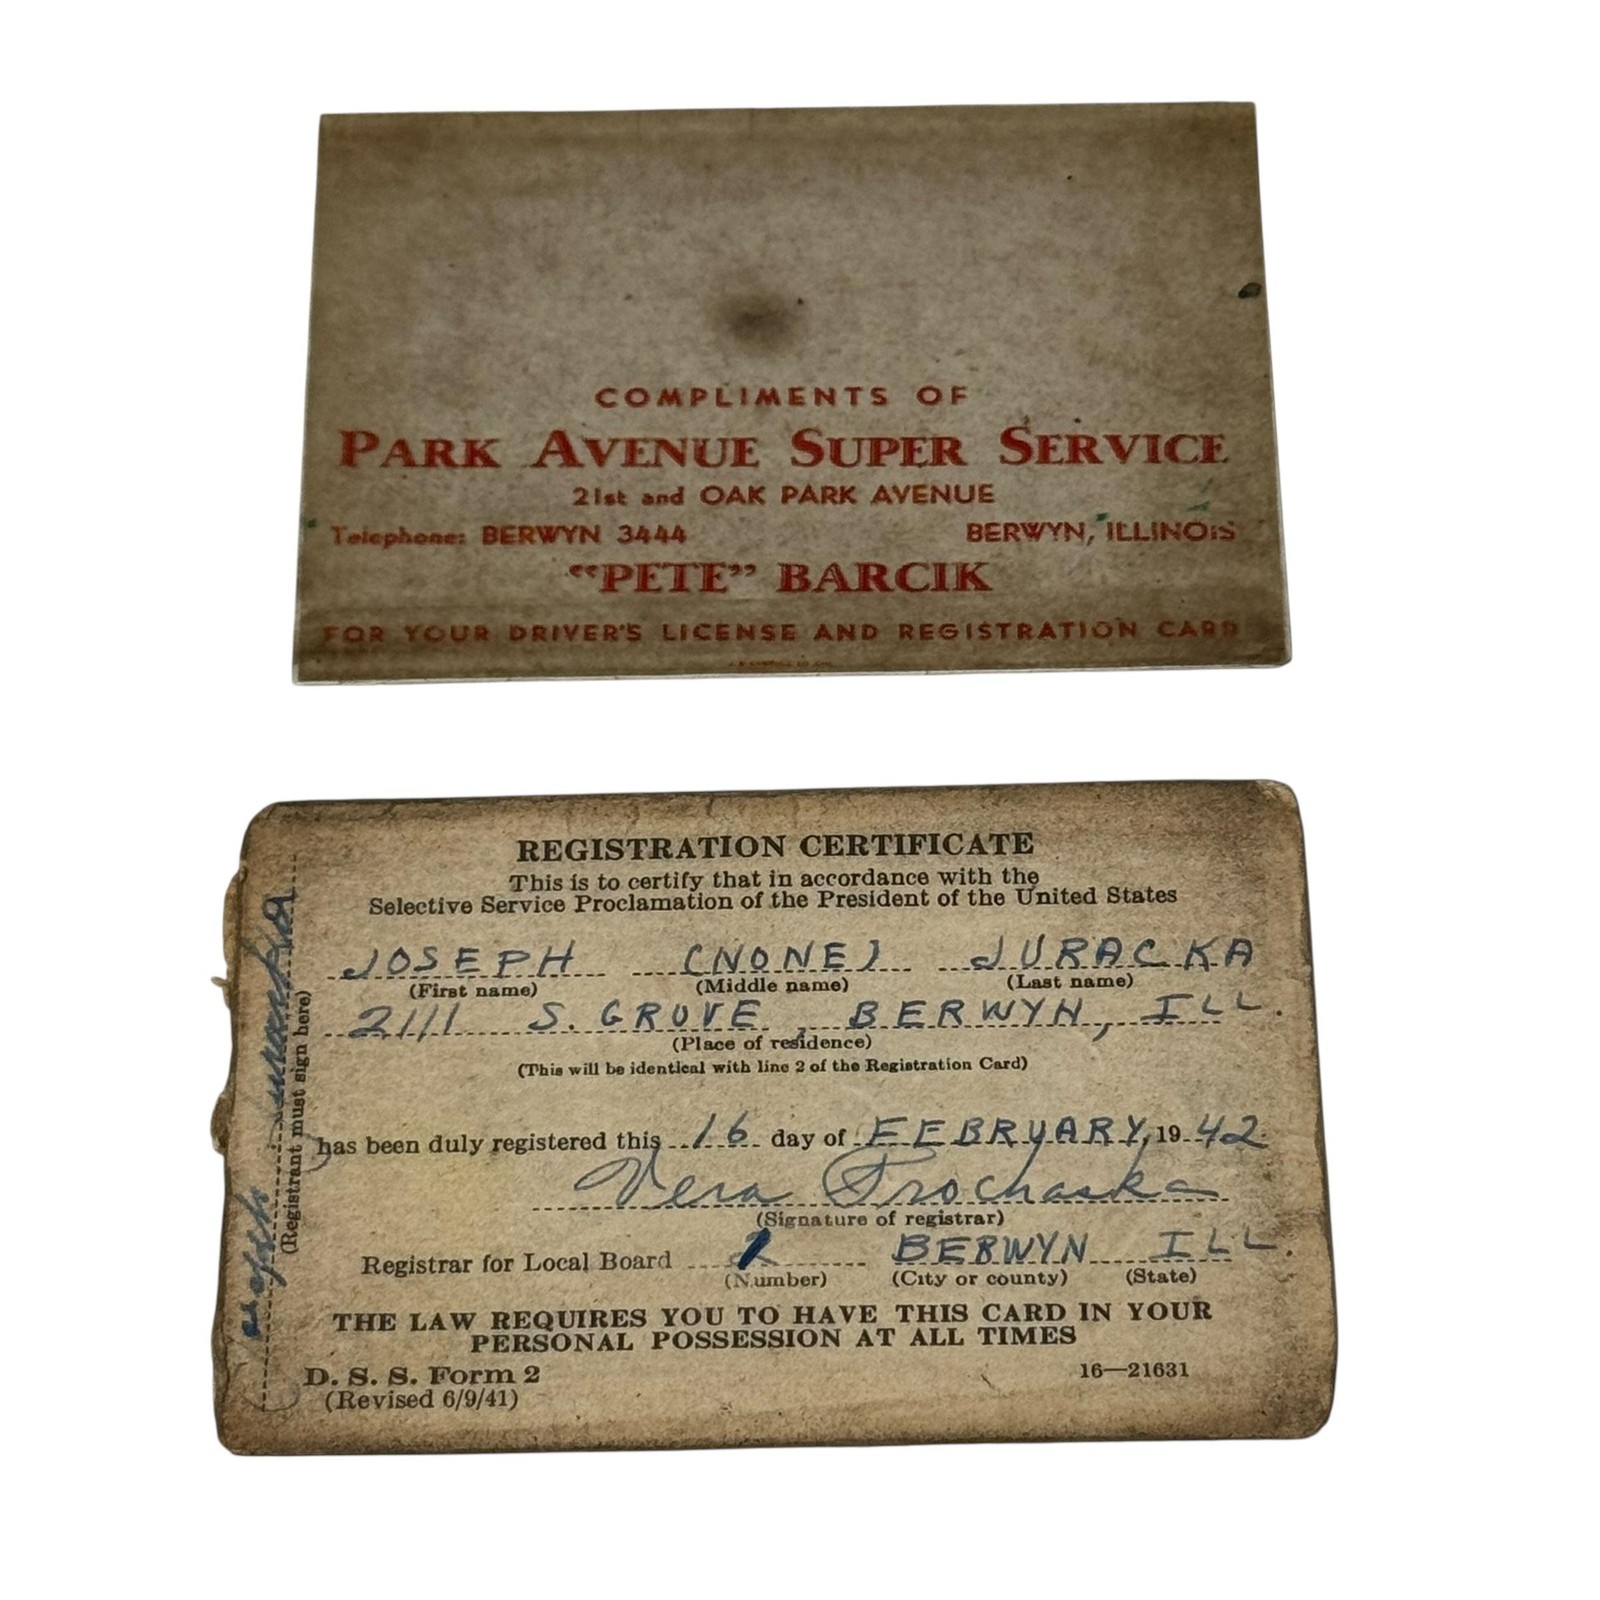 COMPLIMENTS OF
PARK AVENUE SUPER SERVICE
21st and OAK PARK AVENUE
Telephone: BERWYN 3444 BERWYN, ILLINOIS
“PETE” BARCIK
FOR YOUR DRIVER'S LICENSE AND REGISTRATION CARD
REGISTRATION CERTIFICATE
This is to certify that in accordance with the
Selective Service Proclamation of the President of the United States
JOSEPH (NONE) JURACKA
(First name) (Middle name) (Last name)
2111 S. GROVE, BERWYN, ILL.
(Place of residence)
(This will be identical with line 2 of the Registration Card)
has been duly registered this 16 day of FEBRUARY, 19 42.
Vera Prochaska
(Signature of registrar)
Registrar for Local Board 1 BERWYN ILL.
(Number) (City or county) (State)
THE LAW REQUIRES YOU TO HAVE THIS CARD IN YOUR
PERSONAL POSSESSION AT ALL TIMES
D. S. S. Form 2 16—21631
(Revised 6/9/41)
Joseph Juracka
(Registrant must sign here)